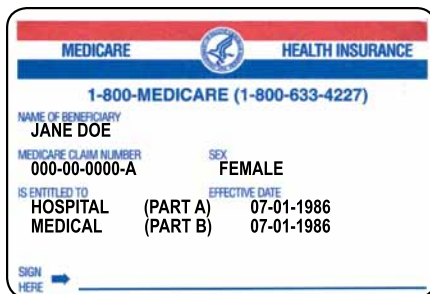 MEDICARE HEALTH INSURANCE
1-800-MEDICARE (1-800-633-4227)
NAME OF BENEFICIARY
JANE DOE
MEDICARE CLAIM NUMBER SEX
000-00-0000-A FEMALE
IS ENTITLED TO EFFECTIVE DATE
HOSPITAL (PART A) 07-01-1986
MEDICAL (PART B) 07-01-1986
SIGN
HERE